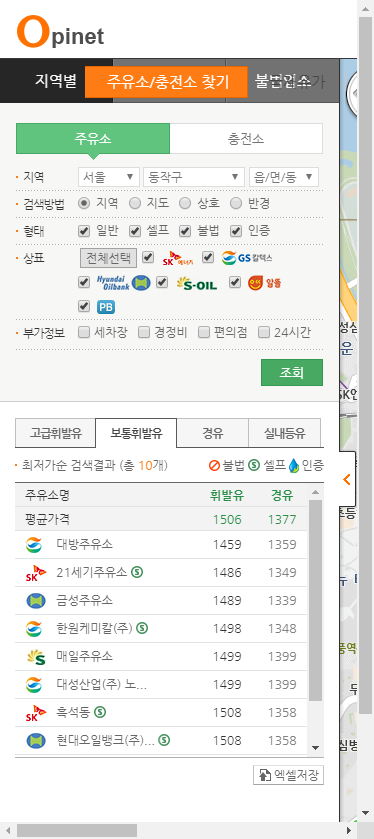 Opinet
지역별 주유소/충전소 찾기 불법업소
주유소 충전소
지역 서울 동작구 읍/면/동
검색방법 지역 지도 상호 반경
형태 일반 셀프 불법 인증
상표 전체선택 SK에너지 GS칼텍스
Hyundai Oilbank S-OIL 알뜰
PB
부가정보 세차장 경정비 편의점 24시간
조회
고급휘발유 보통휘발유 경유 실내등유
최저가순 검색결과 (총 10개) 불법 S 셀프 인증
주유소명 휘발유 경유
평균가격 1506 1377
대방주유소 1459 1359
SK 21세기주유소 S 1486 1349
금성주유소 1489 1339
한원케미칼(주) S 1498 1348
매일주유소 1499 1399
대성산업(주) 노... 1499 1399
SK 흑석동 S 1508 1358
현대오일뱅크(주)... S 1508 1358
엑셀저장